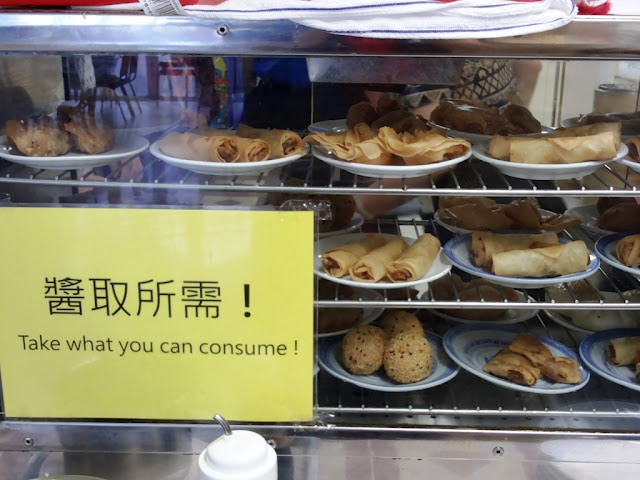 醬取所需！
Take what you can consume !